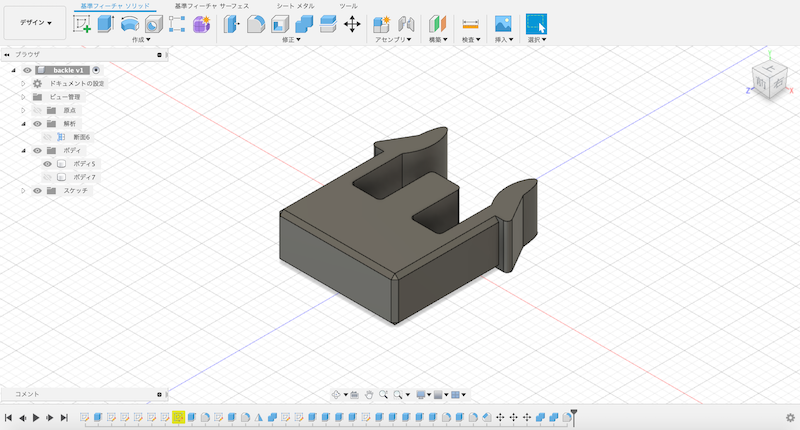 基準フィーチャ ソリッド 基準フィーチャ サーフェス シート メタル ツール
デザイン
作成 修正 アセンブリ 構築 検査 挿入 選択
ブラウザ
backle v1
ドキュメントの設定
ビュー管理
原点
解析
断面6
ボディ
ボディ5
ボディ7
スケッチ
Z X
コメント